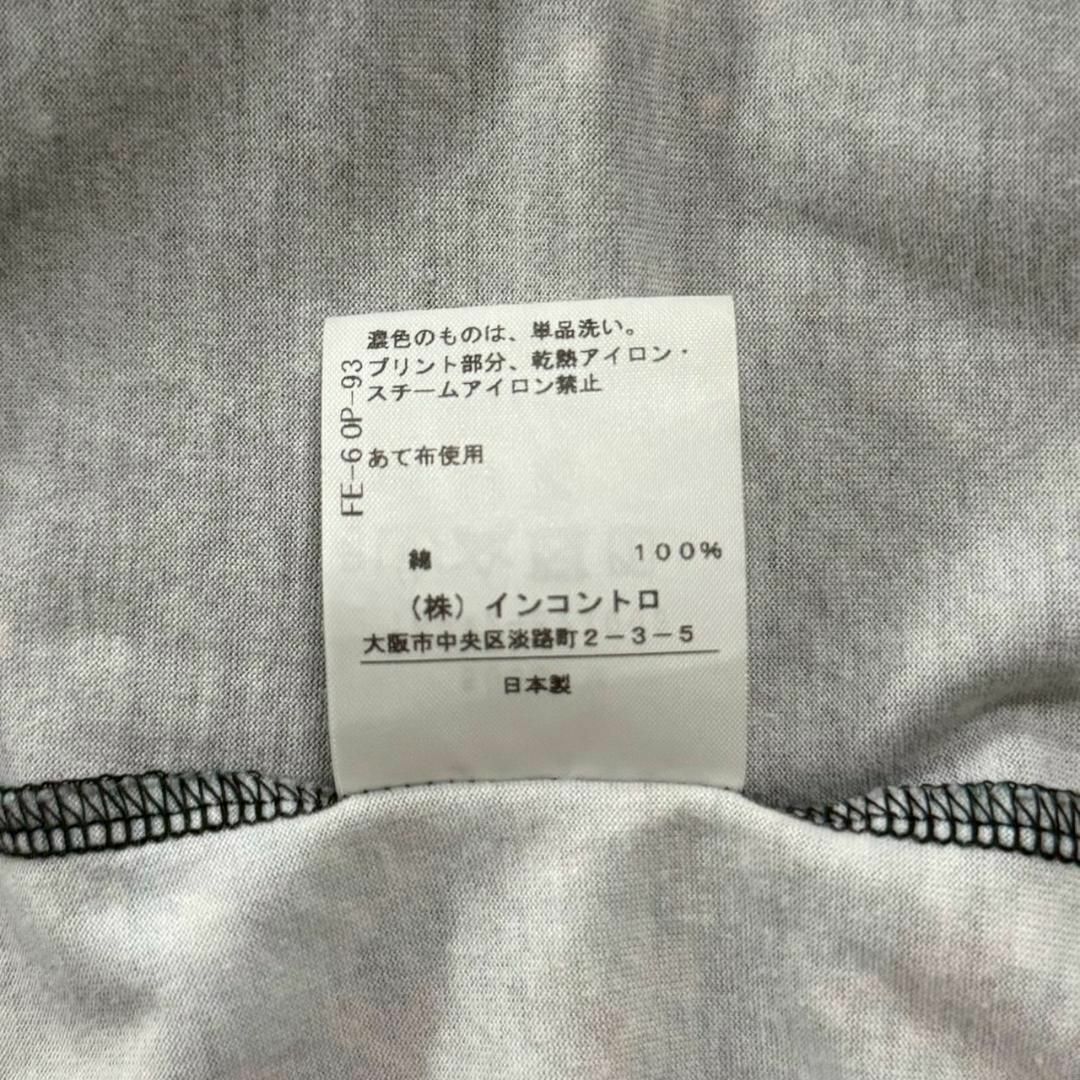 濃色のものは、単品洗い。
プリント部分、乾熱アイロン・
スチームアイロン禁止
あて布使用
FE-60P-93
綿 100%
(株)インコントロ
大阪市中央区淡路町2-3-5
日本製